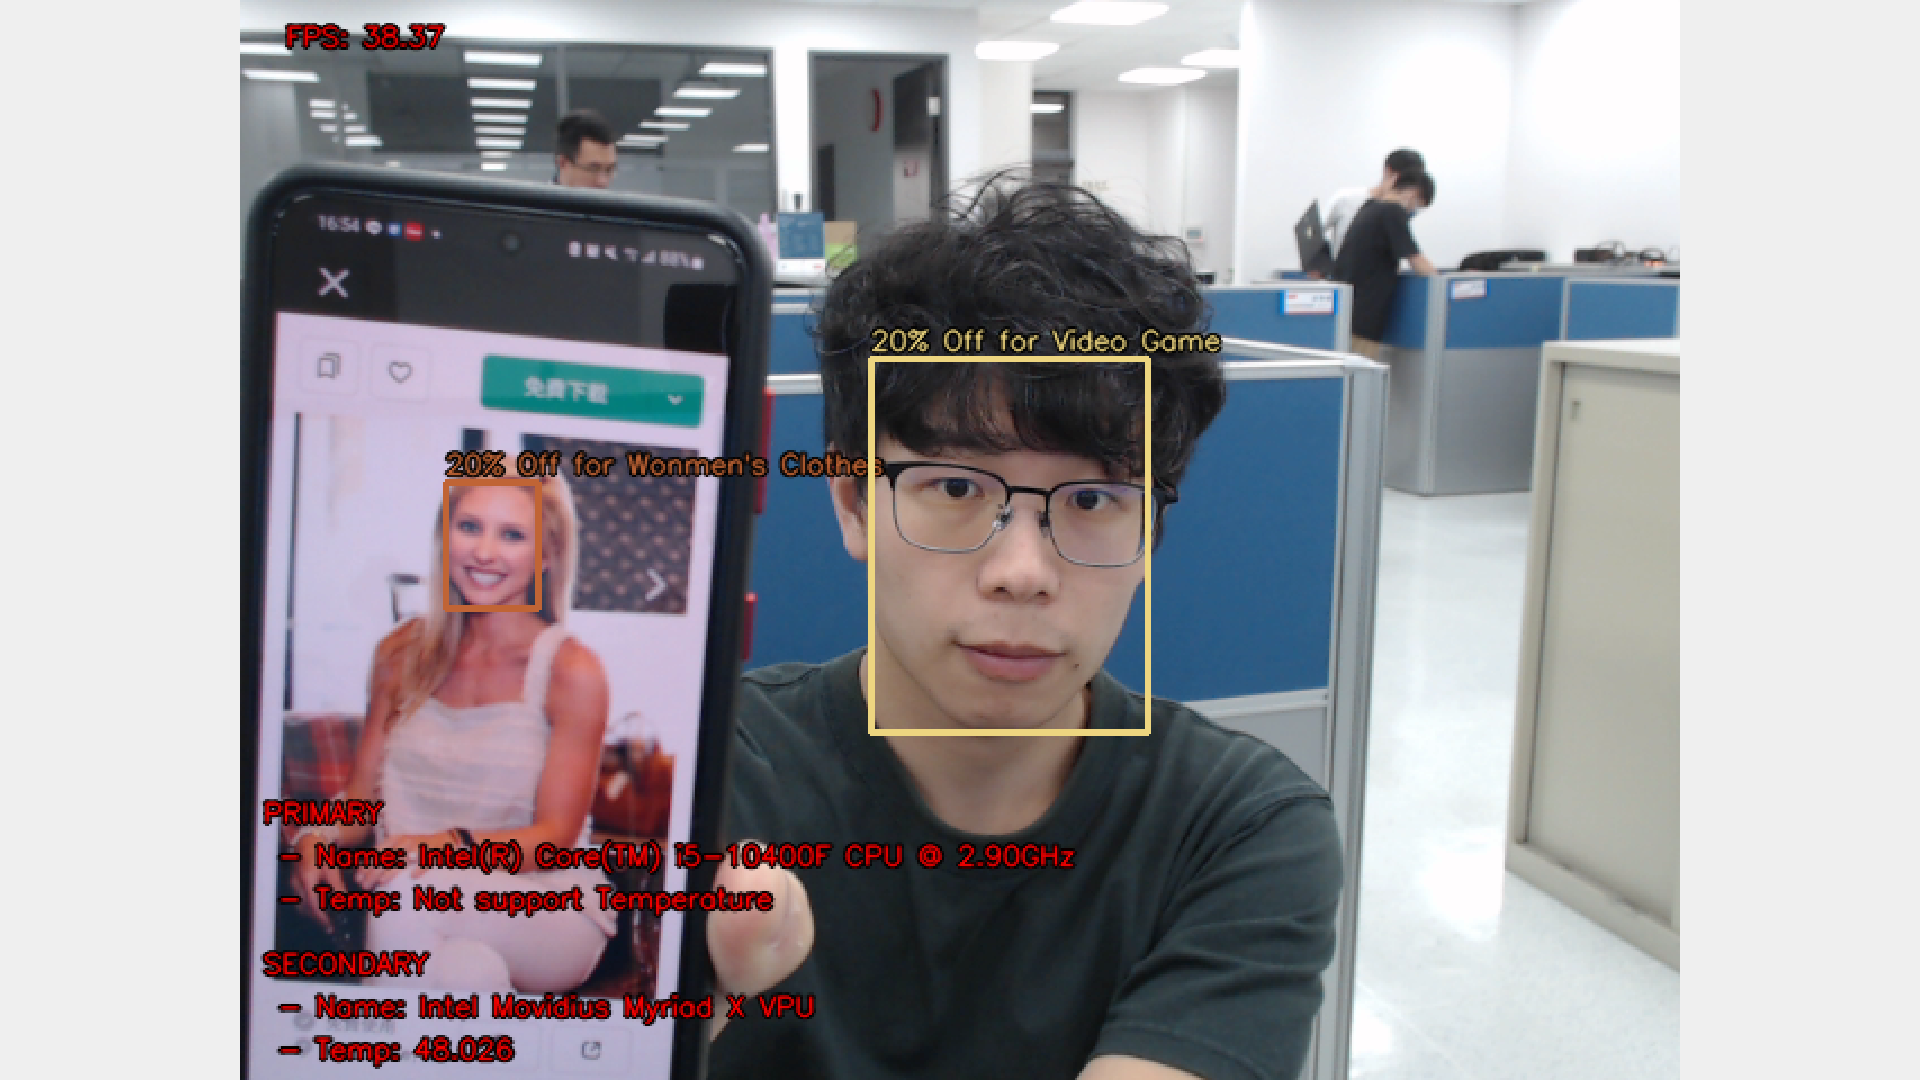 FPS: 38.37
16:54
88%
免費下載
20% Off for Video Game
20% Off for Wonmen's Clothes
PRIMARY
- Name: Intel(R) Core(TM) i5-10400F CPU @ 2.90GHz
- Temp: Not support Temperature
SECONDARY
- Name: Intel Movidius Myriad X VPU
- Temp: 48.026